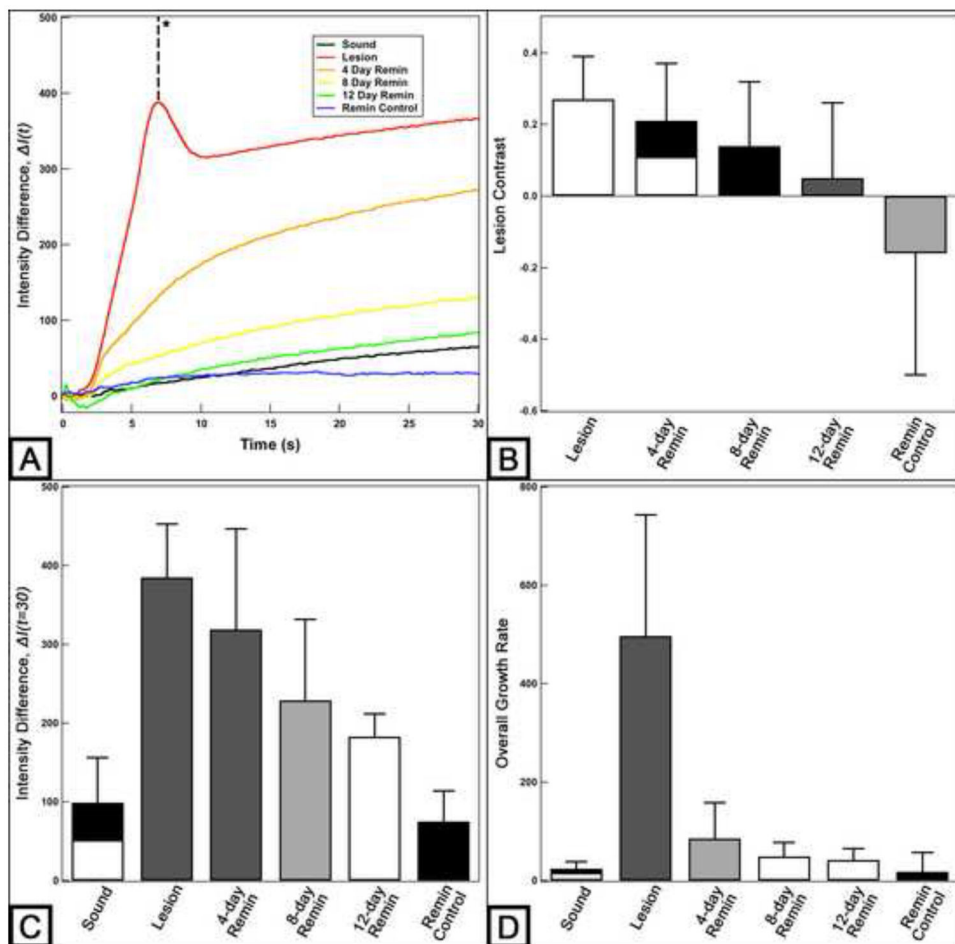 500
400
300
200
100
0
Intensity Difference, ΔI(t)
*
Sound
Lesion
4 Day Remin
8 Day Remin
12 Day Remin
Remin Control
0 5 10 15 20 25 30
Time (s)
A
0.4
0.2
0.0
-0.2
-0.4
-0.6
Lesion Contrast
Lesion
4-day Remin
8-day Remin
12-day Remin
Remin Control
B
500
400
300
200
100
0
Intensity Difference, ΔI(t=30)
Sound
Lesion
4-day Remin
8-day Remin
12-day Remin
Remin Control
C
800
600
400
200
0
Overall Growth Rate
Sound
Lesion
4-day Remin
8-day Remin
12-day Remin
Remin Control
D